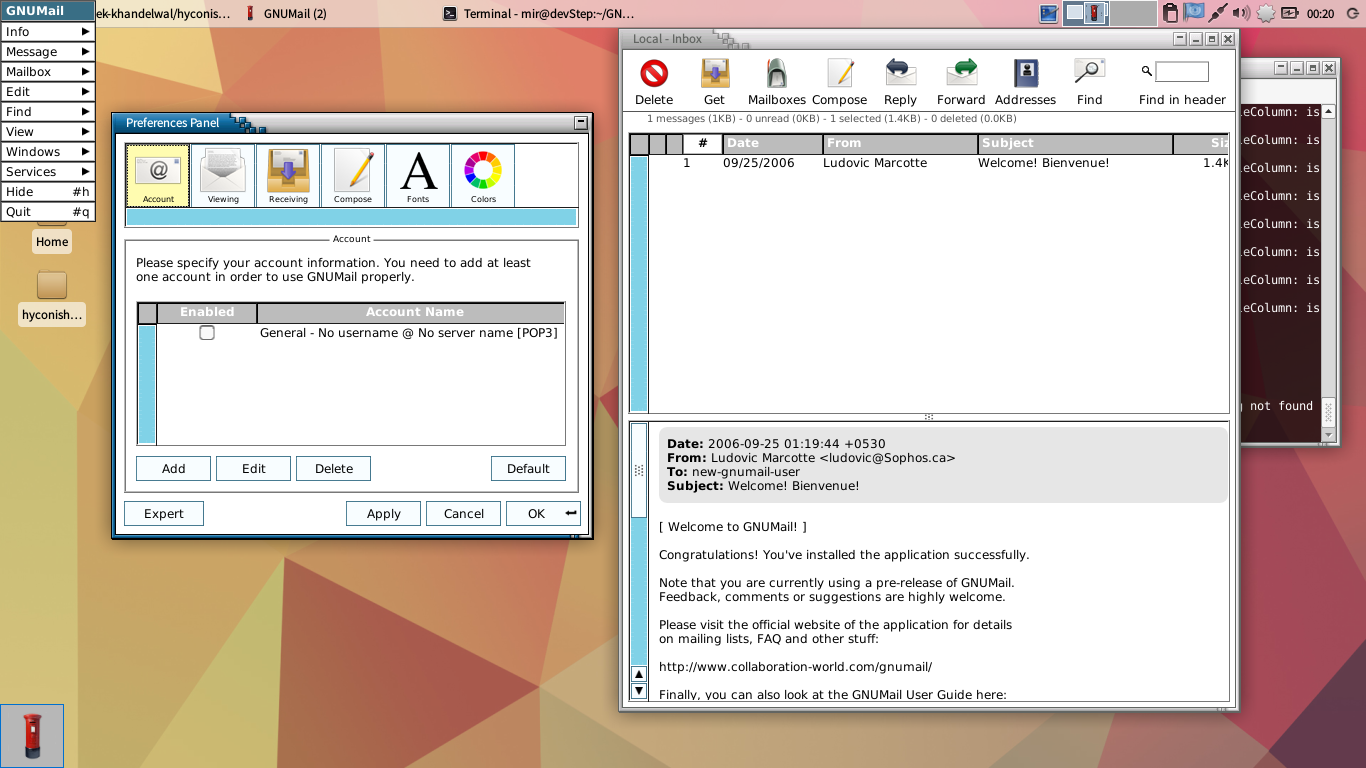 GNUMail
Info
Message
Mailbox
Edit
Find
View
Windows
Services
Hide #h
Quit #q
ek-khandelwal/hyconis...
GNUMail (2)
Terminal - mir@devStep:~/GN...
00:20
Home
hyconish...
Preferences Panel
Account
Viewing
Receiving
Compose
Fonts
Colors
Account
Please specify your account information. You need to add at least
one account in order to use GNUMail properly.
Enabled Account Name
General - No username @ No server name [POP3]
Add Edit Delete Default
Expert Apply Cancel OK
Local - Inbox
Delete Get Mailboxes Compose Reply Forward Addresses Find Find in header
1 messages (1KB) - 0 unread (0KB) - 1 selected (1.4KB) - 0 deleted (0.0KB)
# Date From Subject Siz
1 09/25/2006 Ludovic Marcotte Welcome! Bienvenue! 1.4K
Date: 2006-09-25 01:19:44 +0530
From: Ludovic Marcotte <ludovic@Sophos.ca>
To: new-gnumail-user
Subject: Welcome! Bienvenue!
[ Welcome to GNUMail! ]
Congratulations! You've installed the application successfully.
Note that you are currently using a pre-release of GNUMail.
Feedback, comments or suggestions are highly welcome.
Please visit the official website of the application for details
on mailing lists, FAQ and other stuff:
http://www.collaboration-world.com/gnumail/
Finally, you can also look at the GNUMail User Guide here:
leColumn: is
leColumn: is
leColumn: is
leColumn: is
leColumn: is
leColumn: is
leColumn: is
leColumn: is
not found